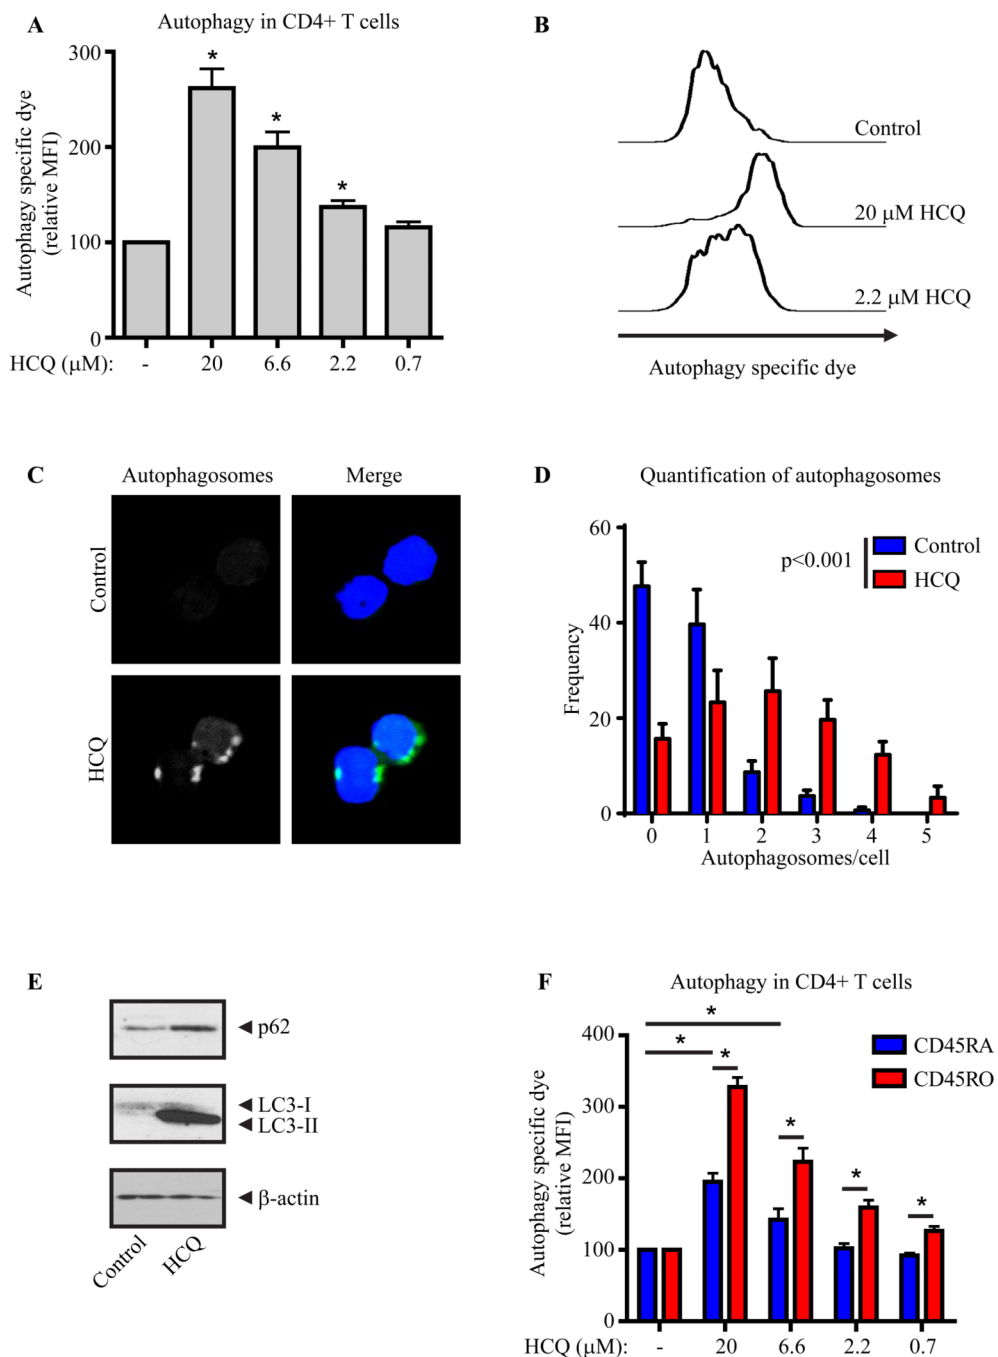 A
Autophagy in CD4+ T cells
Autophagy specific dye
(relative MFI)
300
200
100
0
*
*
*
HCQ (μM):
-
20
6.6
2.2
0.7
B
Control
20 μM HCQ
2.2 μM HCQ
Autophagy specific dye
C
Autophagosomes
Merge
Control
HCQ
D
Quantification of autophagosomes
Frequency
60
40
20
0
p<0.001
Control
HCQ
0
1
2
3
4
5
Autophagosomes/cell
E
p62
LC3-I
LC3-II
β-actin
Control
HCQ
F
Autophagy in CD4+ T cells
Autophagy specific dye
(relative MFI)
400
300
200
100
0
*
*
*
*
*
*
CD45RA
CD45RO
HCQ (μM):
-
20
6.6
2.2
0.7